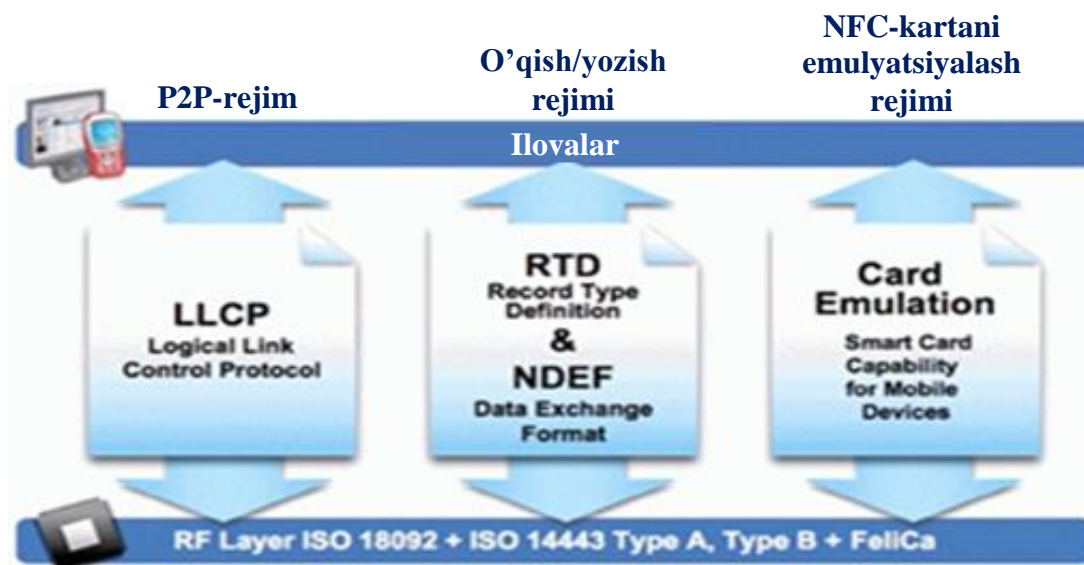 P2P-rejim
O’qish/yozish
rejimi
NFC-kartani
emulyatsiyalash
rejimi
Ilovalar
LLCP
Logical Link
Control Protocol
RTD
Record Type
Definition
&
NDEF
Data Exchange
Format
Card
Emulation
Smart Card
Capability
for Mobile
Devices
RF Layer ISO 18092 + ISO 14443 Type A, Type B + FeliCa